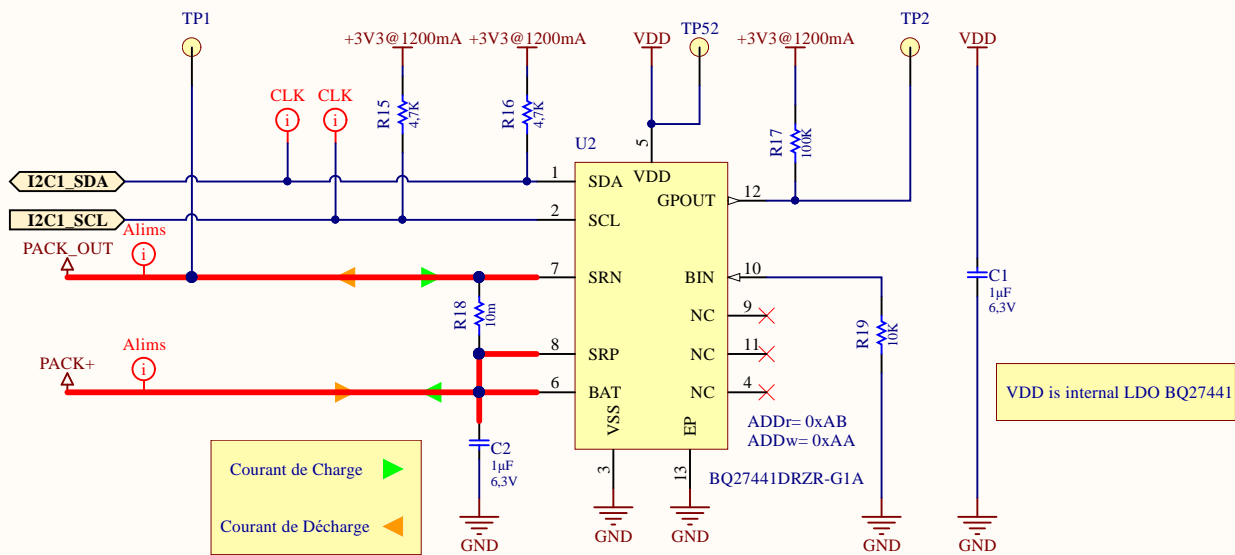 TP1
TP52
TP2
+3V3@1200mA
+3V3@1200mA
VDD
+3V3@1200mA
VDD
CLK
CLK
i
i
R15
4,7K
R16
4,7K
R17
100K
U2
5
VDD
I2C1_SDA
1
SDA
GPOUT
12
I2C1_SCL
2
SCL
Alims
i
PACK_OUT
7
SRN
BIN
10
C1
1µF
6,3V
R18
10m
NC
9
R19
10K
8
SRP
NC
11
Alims
i
PACK+
6
BAT
NC
4
VDD is internal LDO BQ27441
VSS
EP
ADDr= 0xAB
ADDw= 0xAA
C2
1µF
6,3V
3
13
BQ27441DRZR-G1A
Courant de Charge
Courant de Décharge
GND
GND
GND
GND
GND